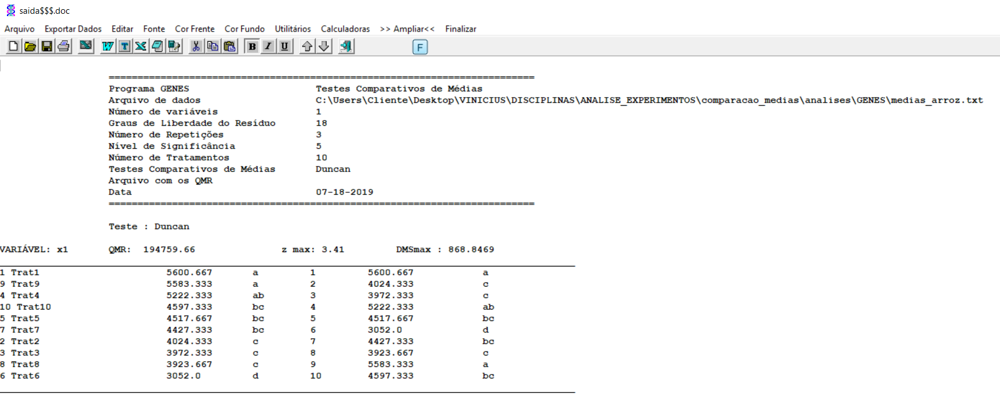 saida$$$.doc
Arquivo Exportar Dados Editar Fonte Cor Frente Cor Fundo Utilitários Calculadoras >> Ampliar<< Finalizar
W T X B I U F
==========================================================================
Programa GENES Testes Comparativos de Médias
Arquivo de dados C:\Users\Cliente\Desktop\VINICIUS\DISCIPLINAS\ANALISE_EXPERIMENTOS\comparacao_medias\analises\GENES\medias_arroz.txt
Número de variáveis 1
Graus de Liberdade do Resíduo 18
Número de Repetições 3
Nível de Significância 5
Número de Tratamentos 10
Testes Comparativos de Médias Duncan
Arquivo com os QMR
Data 07-18-2019
==========================================================================
Teste : Duncan
VARIÁVEL: x1 QMR: 194759.66 z max: 3.41 DMSmax : 868.8469
1 Trat1 5600.667 a 1 5600.667 a
9 Trat9 5583.333 a 2 4024.333 c
4 Trat4 5222.333 ab 3 3972.333 c
10 Trat10 4597.333 bc 4 5222.333 ab
5 Trat5 4517.667 bc 5 4517.667 bc
7 Trat7 4427.333 bc 6 3052.0 d
2 Trat2 4024.333 c 7 4427.333 bc
3 Trat3 3972.333 c 8 3923.667 c
8 Trat8 3923.667 c 9 5583.333 a
6 Trat6 3052.0 d 10 4597.333 bc